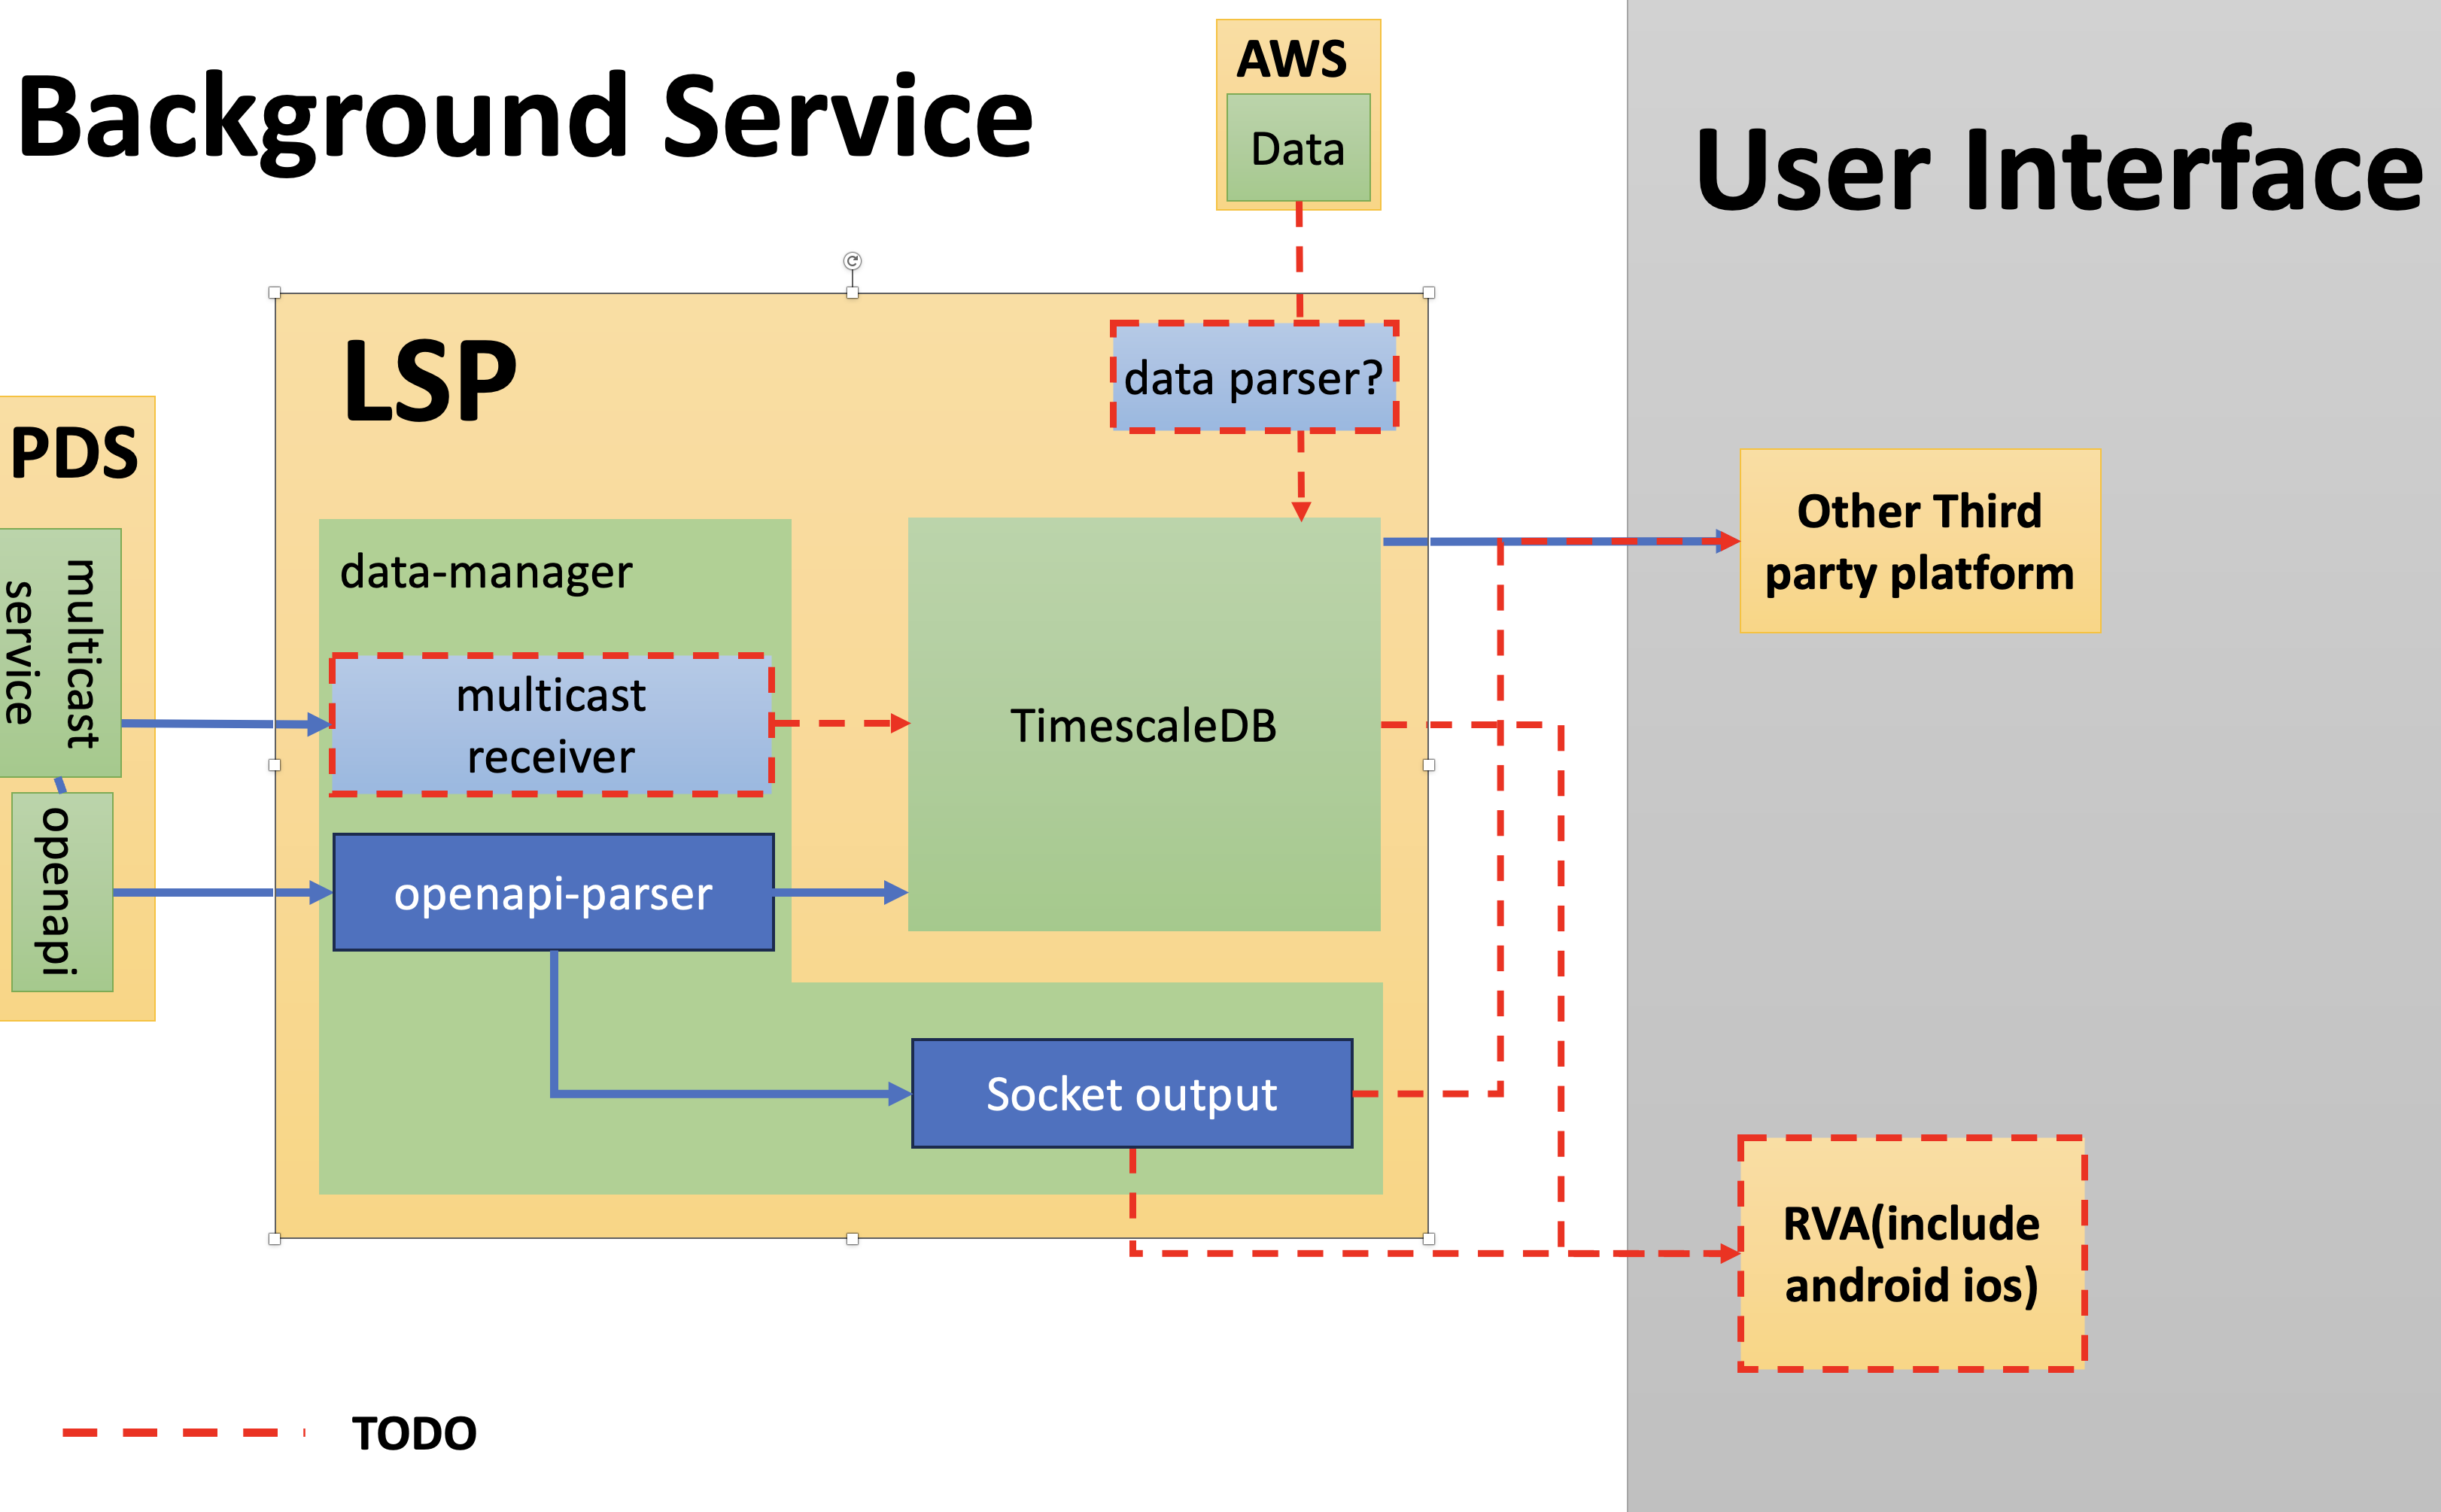 Background Service
AWS
Data
User Interface
LSP
data parser?
PDS
multicast
service
openapi
data-manager
multicast
receiver
openapi-parser
TimescaleDB
Socket output
Other Third
party platform
RVA(include
android ios)
TODO